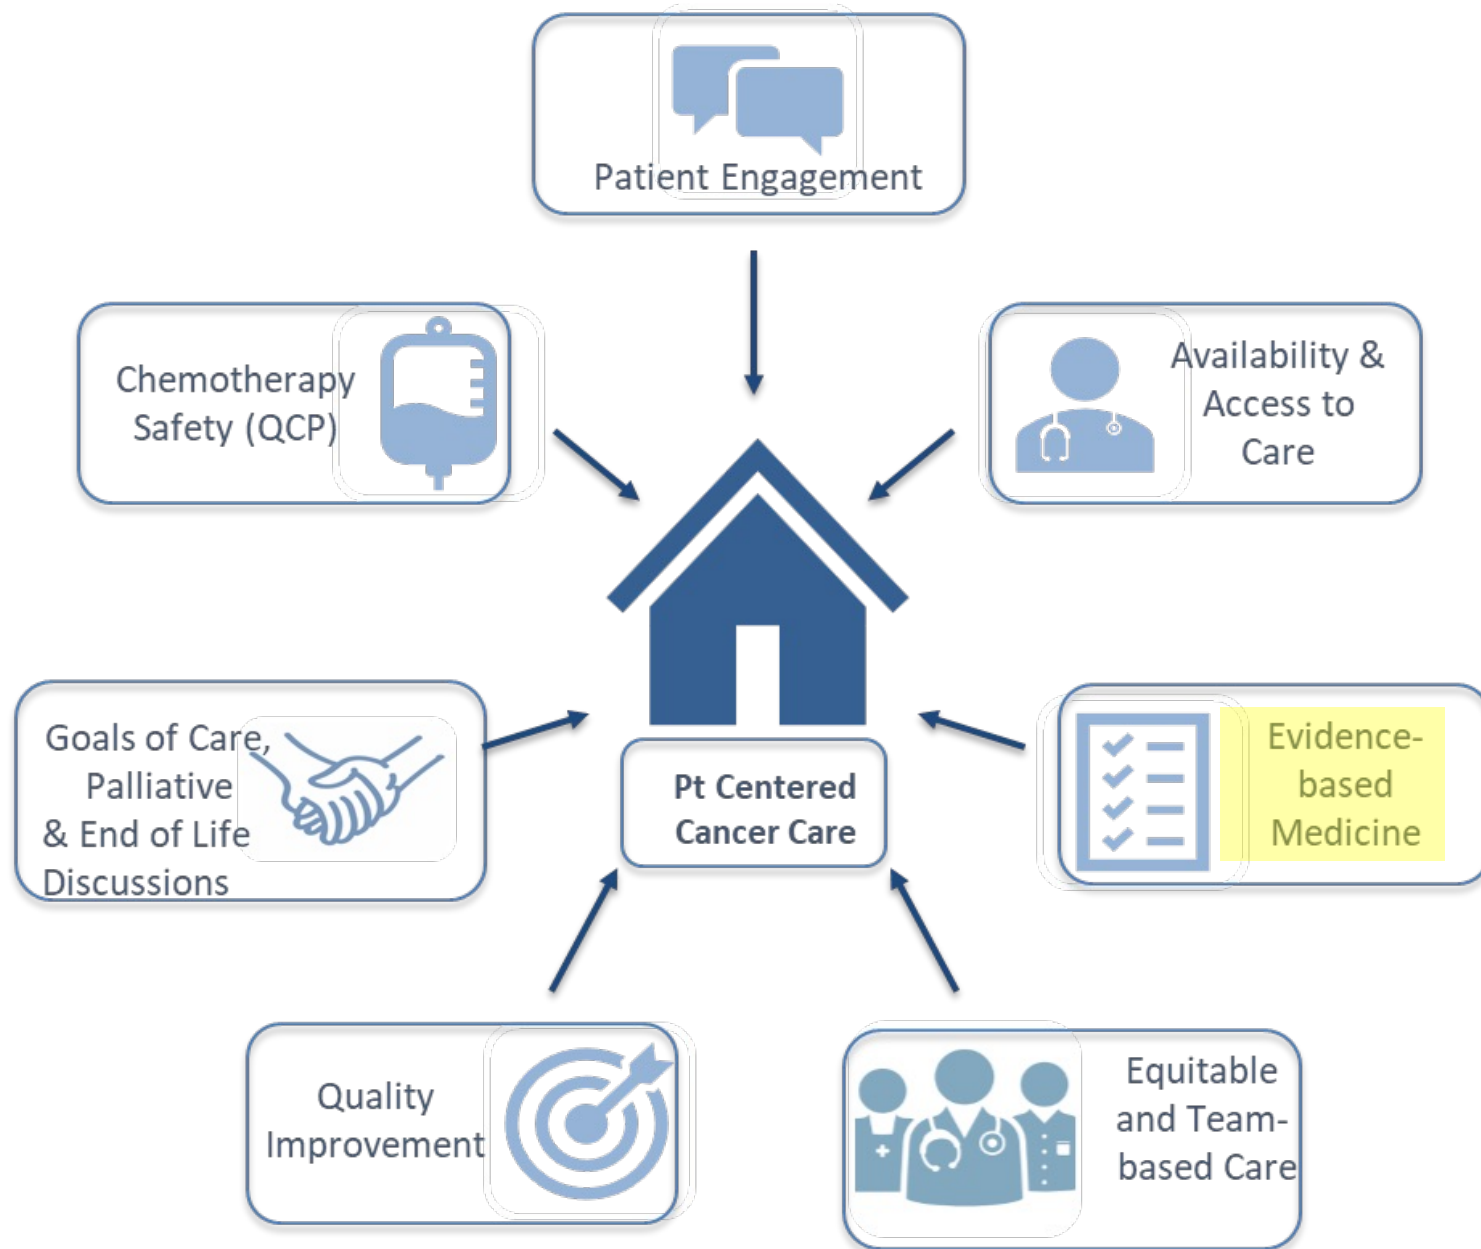 Patient Engagement
Chemotherapy
Safety (QCP)
Availability &
Access to
Care
Goals of Care,
Palliative
& End of Life
Discussions
Pt Centered
Cancer Care
Evidence-
based
Medicine
Quality
Improvement
Equitable
and Team-
based Care